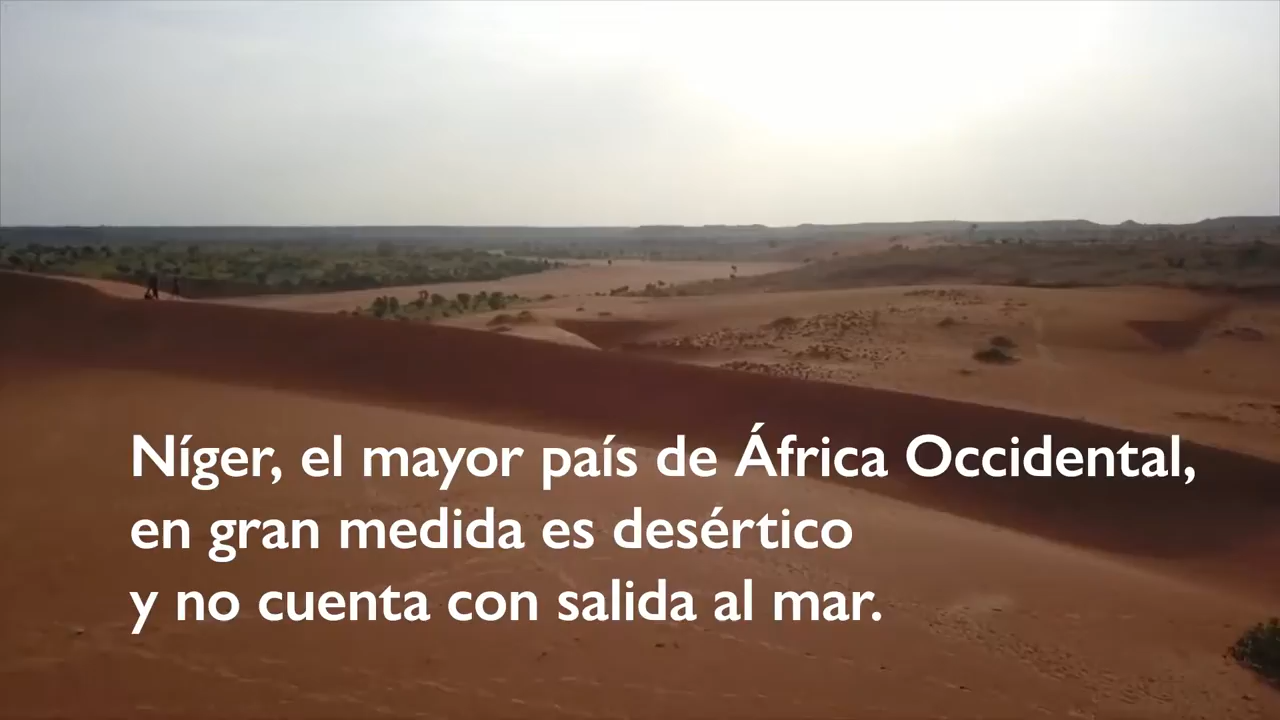 Níger, el mayor país de África Occidental,
en gran medida es desértico
y no cuenta con salida al mar.